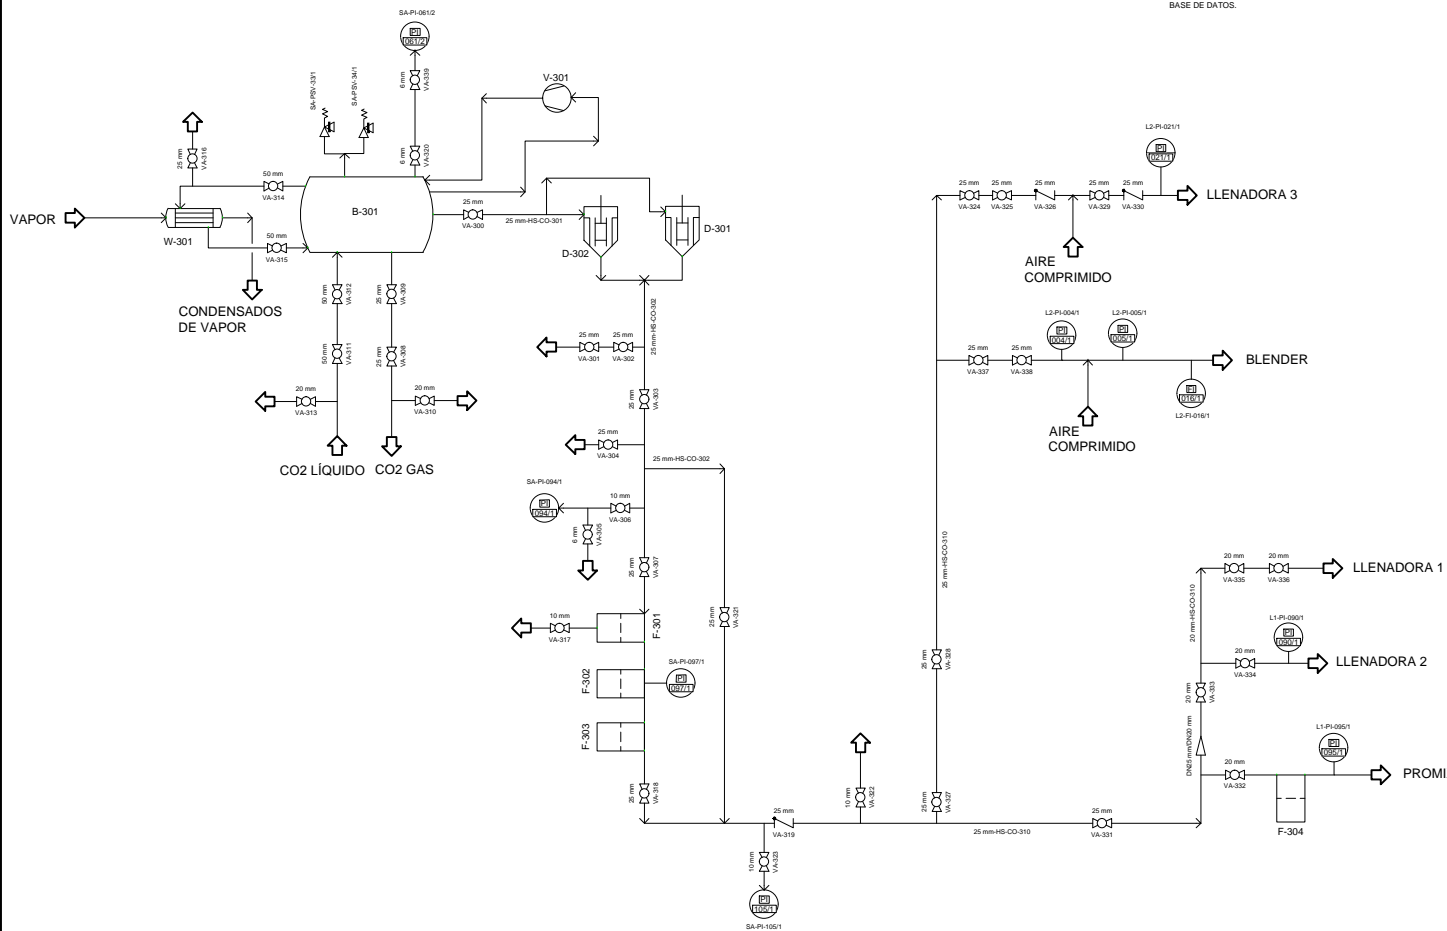 BASE DE DATOS.
SA-PI-061/2
PI
061/2
6 mm
VA-339
SA-PSV-33/1
SA-PSV-34/1
V-301
25 mm
VA-316
6 mm
VA-320
50 mm
VA-314
B-301
VAPOR
W-301
50 mm
VA-315
25 mm
VA-300
25 mm-HS-CO-301
D-302
D-301
CONDENSADOS
DE VAPOR
50 mm
VA-312
25 mm
VA-309
50 mm
VA-311
25 mm
VA-308
20 mm
VA-313
20 mm
VA-310
CO2 LÍQUIDO
CO2 GAS
25 mm-HS-CO-302
25 mm
VA-301
25 mm
VA-302
25 mm
VA-303
25 mm
VA-304
25 mm-HS-CO-302
SA-PI-094/1
PI
094/1
10 mm
VA-306
6 mm
VA-305
25 mm
VA-307
10 mm
VA-317
F-301
25 mm
VA-321
F-302
SA-PI-097/1
PI
097/1
F-303
25 mm
VA-318
25 mm
VA-319
10 mm
VA-323
PI
105/1
SA-PI-105/1
10 mm
VA-322
25 mm
VA-327
25 mm
VA-328
25 mm-HS-CO-310
25 mm-HS-CO-310
25 mm
VA-331
L2-PI-021/1
PI
021/1
25 mm
VA-324
25 mm
VA-325
25 mm
VA-326
25 mm
VA-329
25 mm
VA-330
LLENADORA 3
AIRE
COMPRIMIDO
L2-PI-004/1
PI
004/1
L2-PI-005/1
PI
005/1
25 mm
VA-337
25 mm
VA-338
BLENDER
FI
016/1
L2-FI-016/1
AIRE
COMPRIMIDO
20 mm
VA-335
20 mm
VA-336
LLENADORA 1
20 mm-HS-CO-310
L1-PI-090/1
PI
090/1
20 mm
VA-334
LLENADORA 2
20 mm
VA-333
DN25 mm/DN20 mm
L1-PI-095/1
PI
095/1
20 mm
VA-332
PROMI
F-304